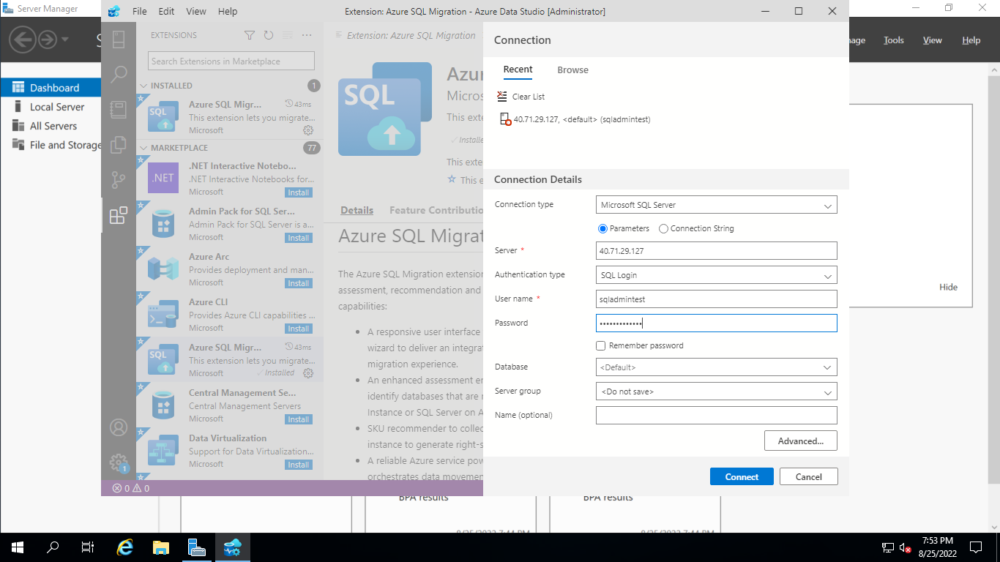 Server Manager
File
Edit
View
Help
Extension: Azure SQL Migration - Azure Data Studio [Administrator]
Tools
View
Help
Dashboard
Local Server
All Servers
File and Storage
EXTENSIONS
Search Extensions in Marketplace
INSTALLED
1
Azure SQL Migr...
43ms
This extension lets you migrate...
Microsoft
MARKETPLACE
77
.NET
.NET Interactive Notebo...
.NET Interactive Notebooks for...
Microsoft
Install
Admin Pack for SQL Ser...
Admin Pack for SQL Server is a...
Microsoft
Install
Azure Arc
Provides deployment and man...
Microsoft
Install
Azure CLI
Provides Azure CLI capabilities ...
Microsoft
Install
SQL
Azure SQL Migr...
43ms
This extension lets you migrate...
Microsoft
Installed
Central Management Se...
Central Management Servers
Microsoft
Install
Data Virtualization
Support for Data Virtualization...
Microsoft
Install
1
0
0
Extension: Azure SQL Migration
SQL
Azur
Micros
This exte
Installed
This exte
This e
Details
Feature Contributio
Azure SQL Migrat
The Azure SQL Migration extension
assessment, recommendation and
capabilities:
A responsive user interface
wizard to deliver an integrat
migration experience.
An enhanced assessment en
identify databases that are r
Instance or SQL Server on A
SKU recommender to collec
instance to generate right-s
A reliable Azure service pow
orchestrates data movemen
Connection
Recent
Browse
Clear List
40.71.29.127, <default> (sqladmintest)
Connection Details
Connection type
Microsoft SQL Server
Parameters
Connection String
Server *
40.71.29.127
Authentication type
SQL Login
User name *
sqladmintest
Password
•••••••••••••
Remember password
Database
<Default>
Server group
<Do not save>
Name (optional)
Advanced...
Connect
Cancel
Hide
BPA results
BPA results
8/25/2022 7:44 PM
8/25/2022 7:44 PM
7:53 PM
8/25/2022